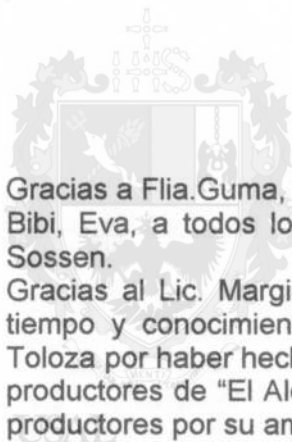 Gracias a Flia.Guma,
Bibi, Eva, a todos lo
Sossen.
Gracias al Lic. Margi
tiempo y conocimien
Toloza por haber hecl
productores de “El Al
productores por su an